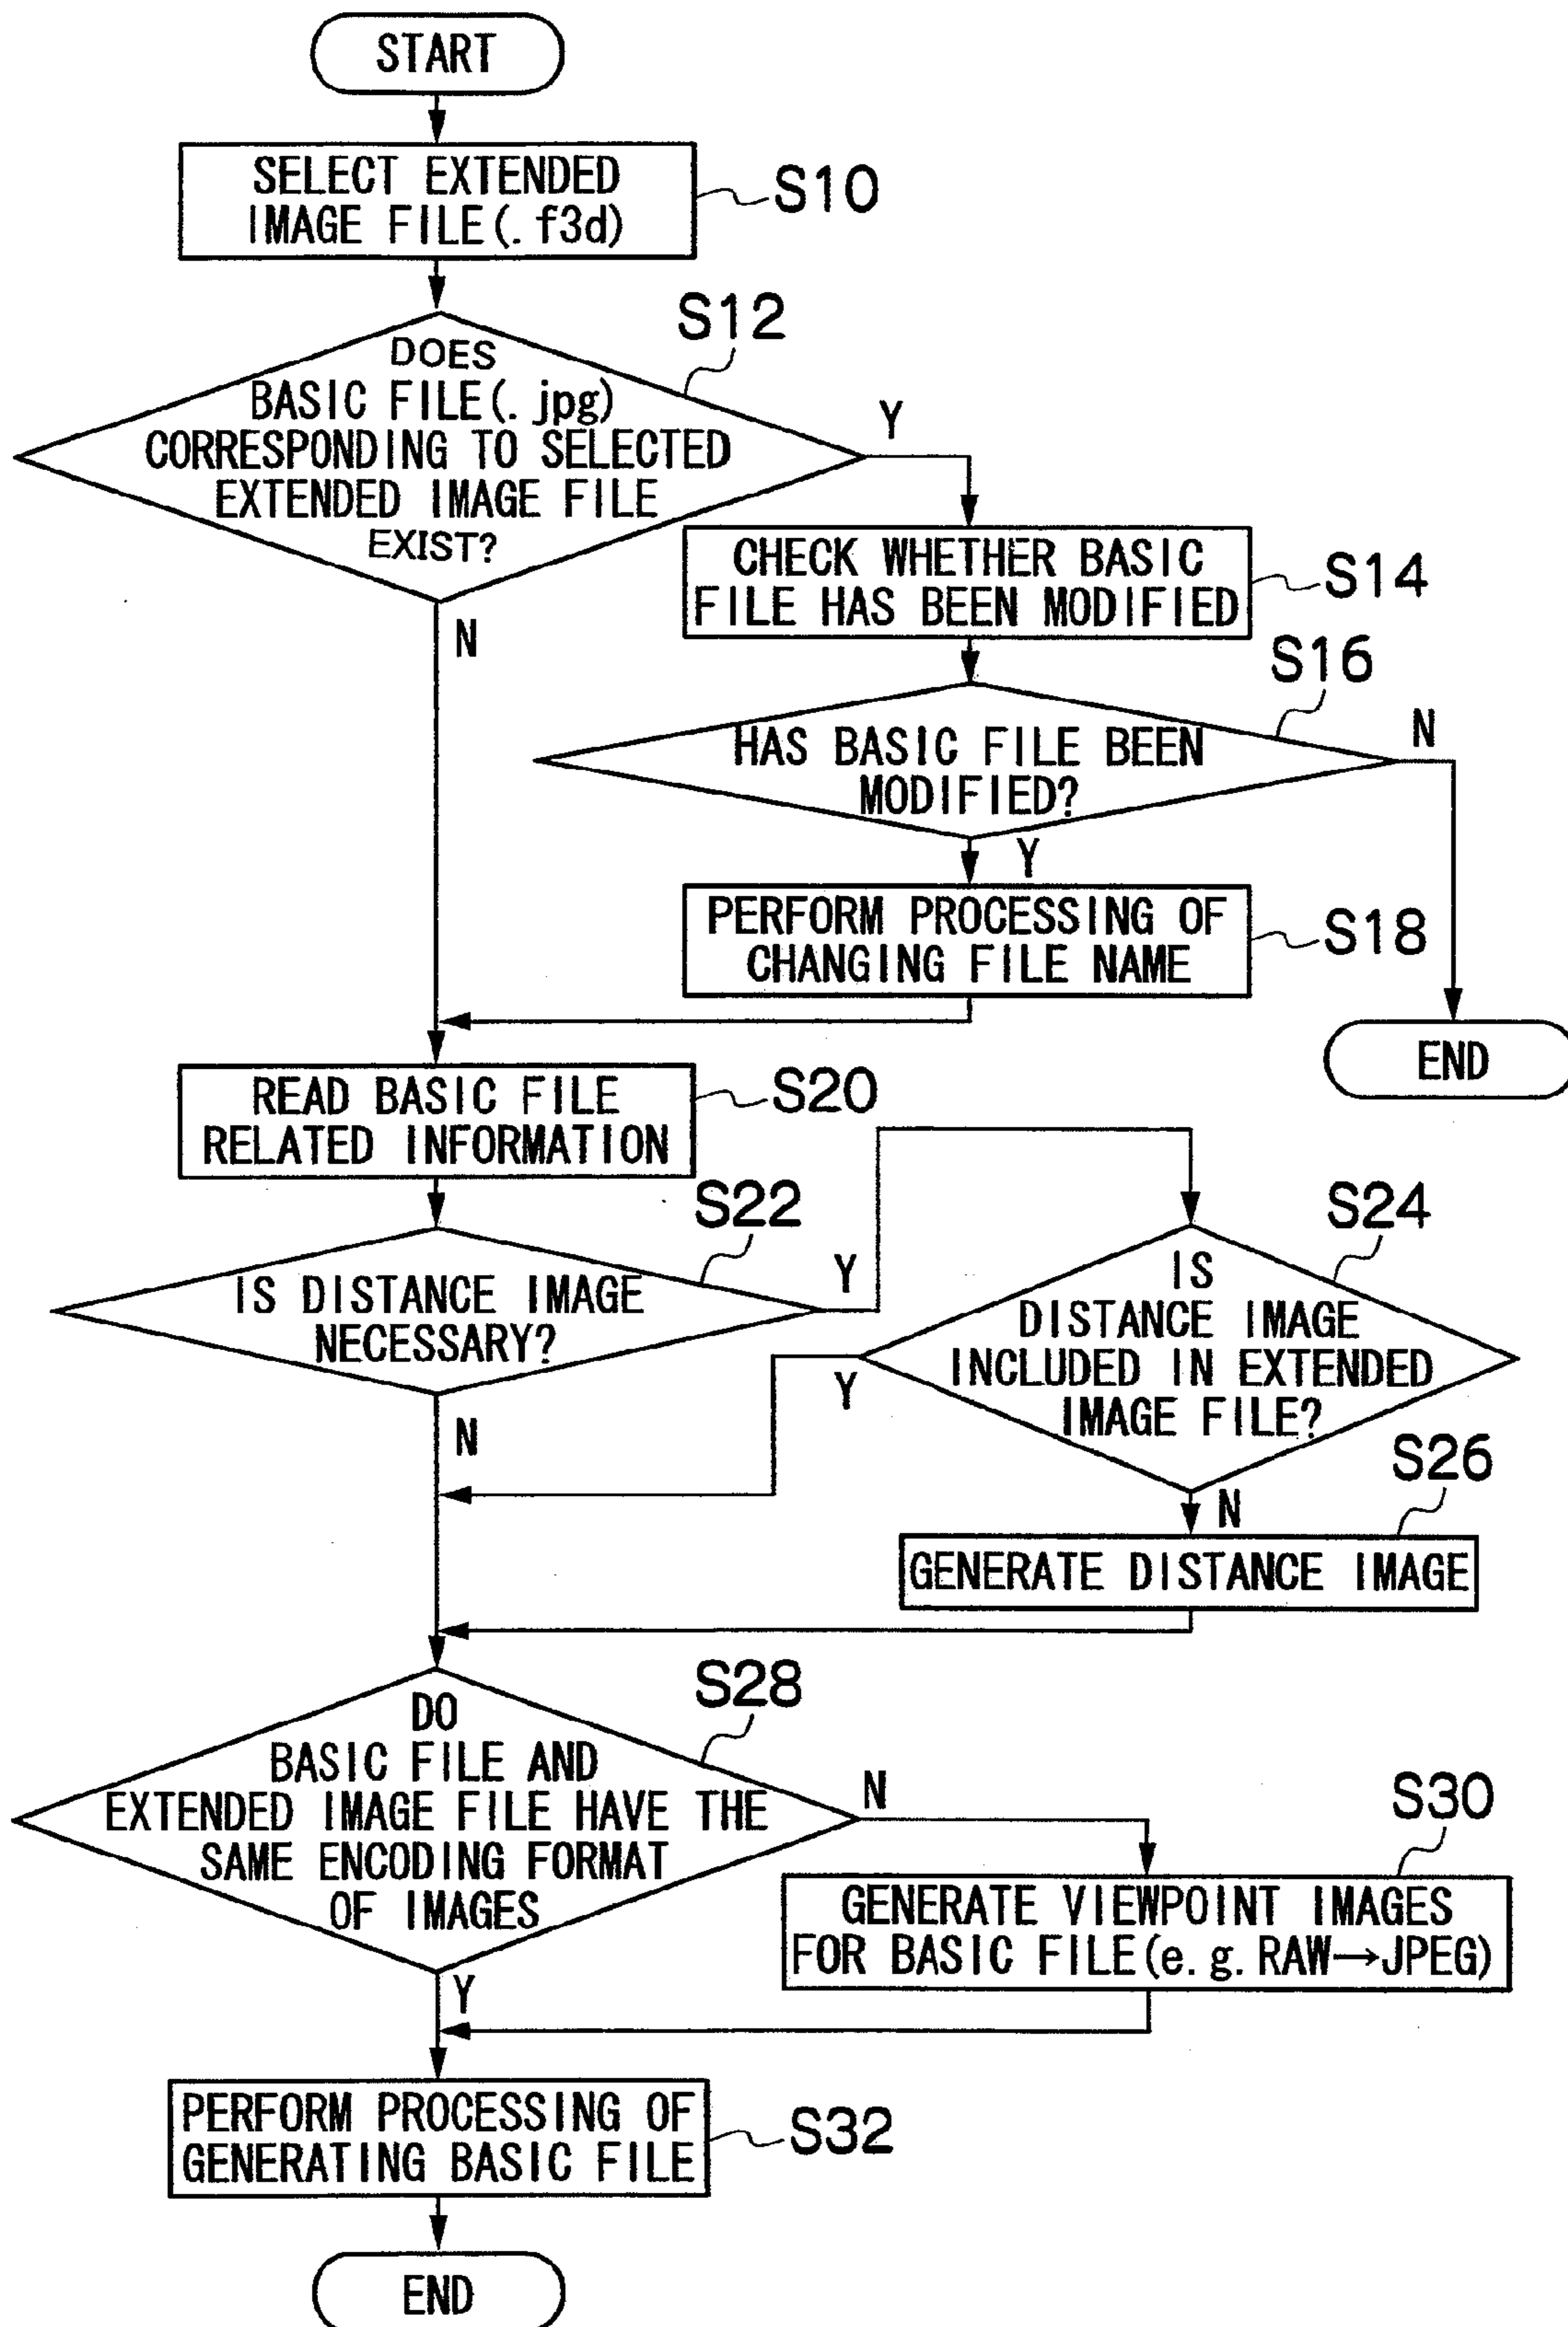 START
SELECT EXTENDED
IMAGE FILE(.f3d)
S10
S12
DOES
BASIC FILE(.jpg)
CORRESPONDING TO SELECTED
EXTENDED IMAGE FILE
EXIST?
Y
N
CHECK WHETHER BASIC
FILE HAS BEEN MODIFIED
S14
S16
HAS BASIC FILE BEEN
MODIFIED?
N
Y
PERFORM PROCESSING OF
CHANGING FILE NAME
S18
END
READ BASIC FILE
RELATED INFORMATION
S20
S22
IS DISTANCE IMAGE
NECESSARY?
Y
N
S24
IS
DISTANCE IMAGE
INCLUDED IN EXTENDED
IMAGE FILE?
Y
N
S26
GENERATE DISTANCE IMAGE
S28
DO
BASIC FILE AND
EXTENDED IMAGE FILE HAVE THE
SAME ENCODING FORMAT
OF IMAGES
N
Y
S30
GENERATE VIEWPOINT IMAGES
FOR BASIC FILE(e.g.RAW→JPEG)
PERFORM PROCESSING OF
GENERATING BASIC FILE
S32
END